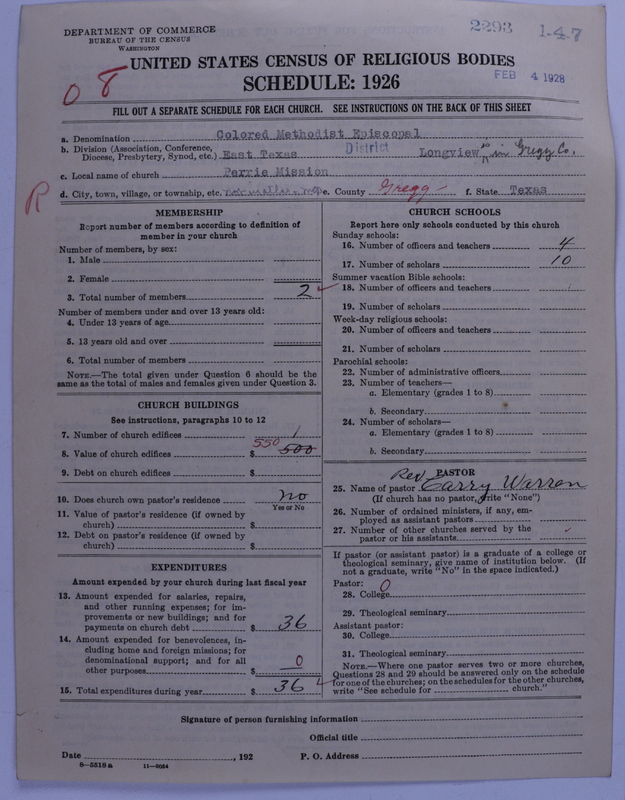 DEPARTMENT OF COMMERCE
BUREAU OF THE CENSUS
WASHINGTON
2293
1-4-7
UNITED STATES CENSUS OF RELIGIOUS BODIES
SCHEDULE: 1926
FEB 4 1928
FILL OUT A SEPARATE SCHEDULE FOR EACH CHURCH. SEE INSTRUCTIONS ON THE BACK OF THIS SHEET
a. Denomination Colored Methodist Episcopal
b. Division (Association, Conference, Diocese, Presbytery, Synod, etc.) East Texas District Longview is in Gregg Co.
c. Local name of church Perrie Mission
d. City, town, village, or township, etc. e. County Gregg f. State Texas
R
MEMBERSHIP
Report number of members according to definition of
member in your church
Number of members, by sex:
1. Male
2. Female
3. Total number of members 2
Number of members under and over 13 years old:
4. Under 13 years of age
5. 13 years old and over
6. Total number of members
NOTE.—The total given under Question 6 should be
same as the total of males and females given under Question 3.
CHURCH BUILDINGS
See instructions, paragraphs 10 to 12
7. Number of church edifices 1
8. Value of church edifices $ 550 500
9. Debt on church edifices $
10. Does church own pastor's residence no
Yes or No
11. Value of pastor's residence (if owned by
church) $
12. Debt on pastor's residence (if owned by
church) $
EXPENDITURES
Amount expended by your church during last fiscal year
13. Amount expended for salaries, repairs,
and other running expenses; for im-
provements or new buildings; and for
payments on church debt $ 36
14. Amount expended for benevolences, in-
cluding home and foreign missions; for
denominational support; and for all
other purposes $ 0
15. Total expenditures during year $ 36
CHURCH SCHOOLS
Report here only schools conducted by this church
Sunday schools:
16. Number of officers and teachers 4
17. Number of scholars 10
Summer vacation Bible schools:
18. Number of officers and teachers
19. Number of scholars
Week-day religious schools:
20. Number of officers and teachers
21. Number of scholars
Parochial schools:
22. Number of administrative officers
23. Number of teachers—
a. Elementary (grades 1 to 8)
b. Secondary
24. Number of scholars—
a. Elementary (grades 1 to 8)
b. Secondary
PASTOR
25. Name of pastor Rev Carry Warren
(If church has no pastor, write "None")
26. Number of ordained ministers, if any, em-
ployed as assistant pastors
27. Number of other churches served by the
pastor or his assistants
If pastor (or assistant pastor) is a graduate of a college or
theological seminary, give name of institution below. (If
not a graduate, write "No" in the space indicated.)
Pastor:
28. College 0
29. Theological seminary
Assistant pastor:
30. College
31. Theological seminary
NOTE.—Where one pastor serves two or more churches,
Questions 28 and 29 should be answered only on the schedule
for one of the churches; on the schedules for the other churches,
write "See schedule for church."
Signature of person furnishing information
Official title
Date , 192 P. O. Address
8—5518a 11—9054